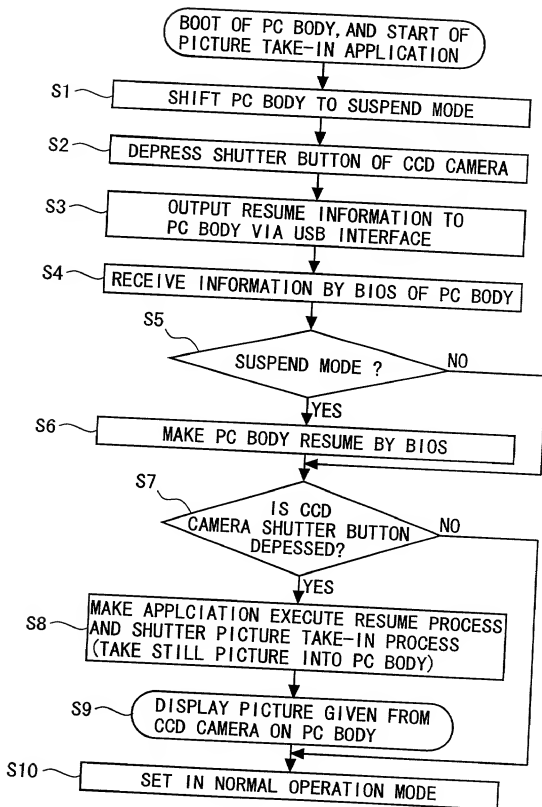 BOOT OF PC BODY, AND START OF
PICTURE TAKE-IN APPLICATION
S1
SHIFT PC BODY TO SUSPEND MODE
S2
DEPRESS SHUTTER BUTTON OF CCD CAMERA
S3
OUTPUT RESUME INFORMATION TO
PC BODY VIA USB INTERFACE
S4
RECEIVE INFORMATION BY BIOS OF PC BODY
S5
SUSPEND MODE ?
NO
YES
S6
MAKE PC BODY RESUME BY BIOS
S7
IS CCD
CAMERA SHUTTER BUTTON
DEPESSED?
NO
YES
S8
MAKE APPLCIATION EXECUTE RESUME PROCESS
AND SHUTTER PICTURE TAKE-IN PROCESS
(TAKE STILL PICTURE INTO PC BODY)
S9
DISPLAY PICTURE GIVEN FROM
CCD CAMERA ON PC BODY
S10
SET IN NORMAL OPERATION MODE